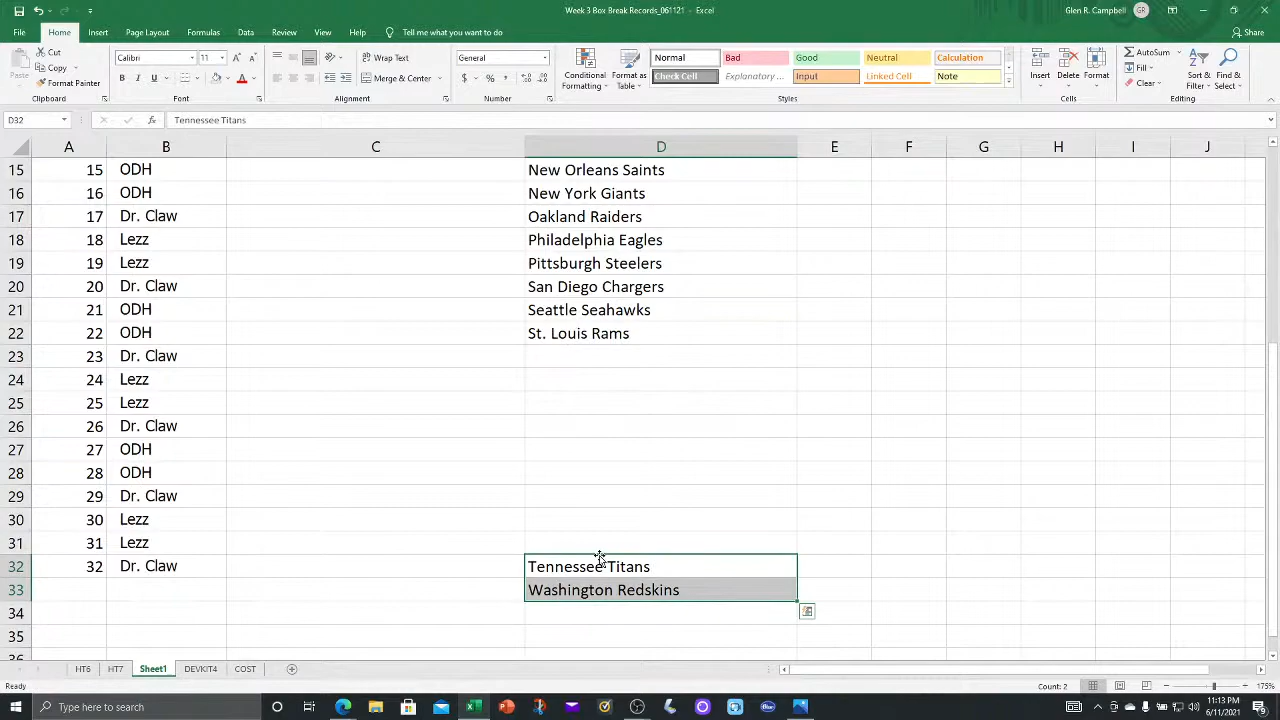 Week 3 Box Break Records_061121 - Excel
Glen R. Campbell
GC
File Home Insert Page Layout Formulas Data Review View Help Tell me what you want to do
Share
Paste
Cut
Copy
Format Painter
Clipboard
Calibri 11
B I U
Font
Wrap Text
Merge & Center
Alignment
General
$ % ,
Number
Conditional Formatting
Format as Table
Normal Bad Good Neutral Calculation
Check Cell Explanatory ... Input Linked Cell Note
Styles
Insert Delete Format
Cells
AutoSum
Fill
Clear
Sort & Filter
Find & Select
Editing
D32 fx Tennessee Titans
A B C D E F G H I J
15 15 ODH New Orleans Saints
16 16 ODH New York Giants
17 17 Dr. Claw Oakland Raiders
18 18 Lezz Philadelphia Eagles
19 19 Lezz Pittsburgh Steelers
20 20 Dr. Claw San Diego Chargers
21 21 ODH Seattle Seahawks
22 22 ODH St. Louis Rams
23 23 Dr. Claw
24 24 Lezz
25 25 Lezz
26 26 Dr. Claw
27 27 ODH
28 28 ODH
29 29 Dr. Claw
30 30 Lezz
31 31 Lezz
32 32 Dr. Claw Tennessee Titans
33 Washington Redskins
34
35
36
HT6 HT7 Sheet1 DEVKIT4 COST
Ready
Count: 2
175%
Type here to search
11:13 PM
6/11/2021